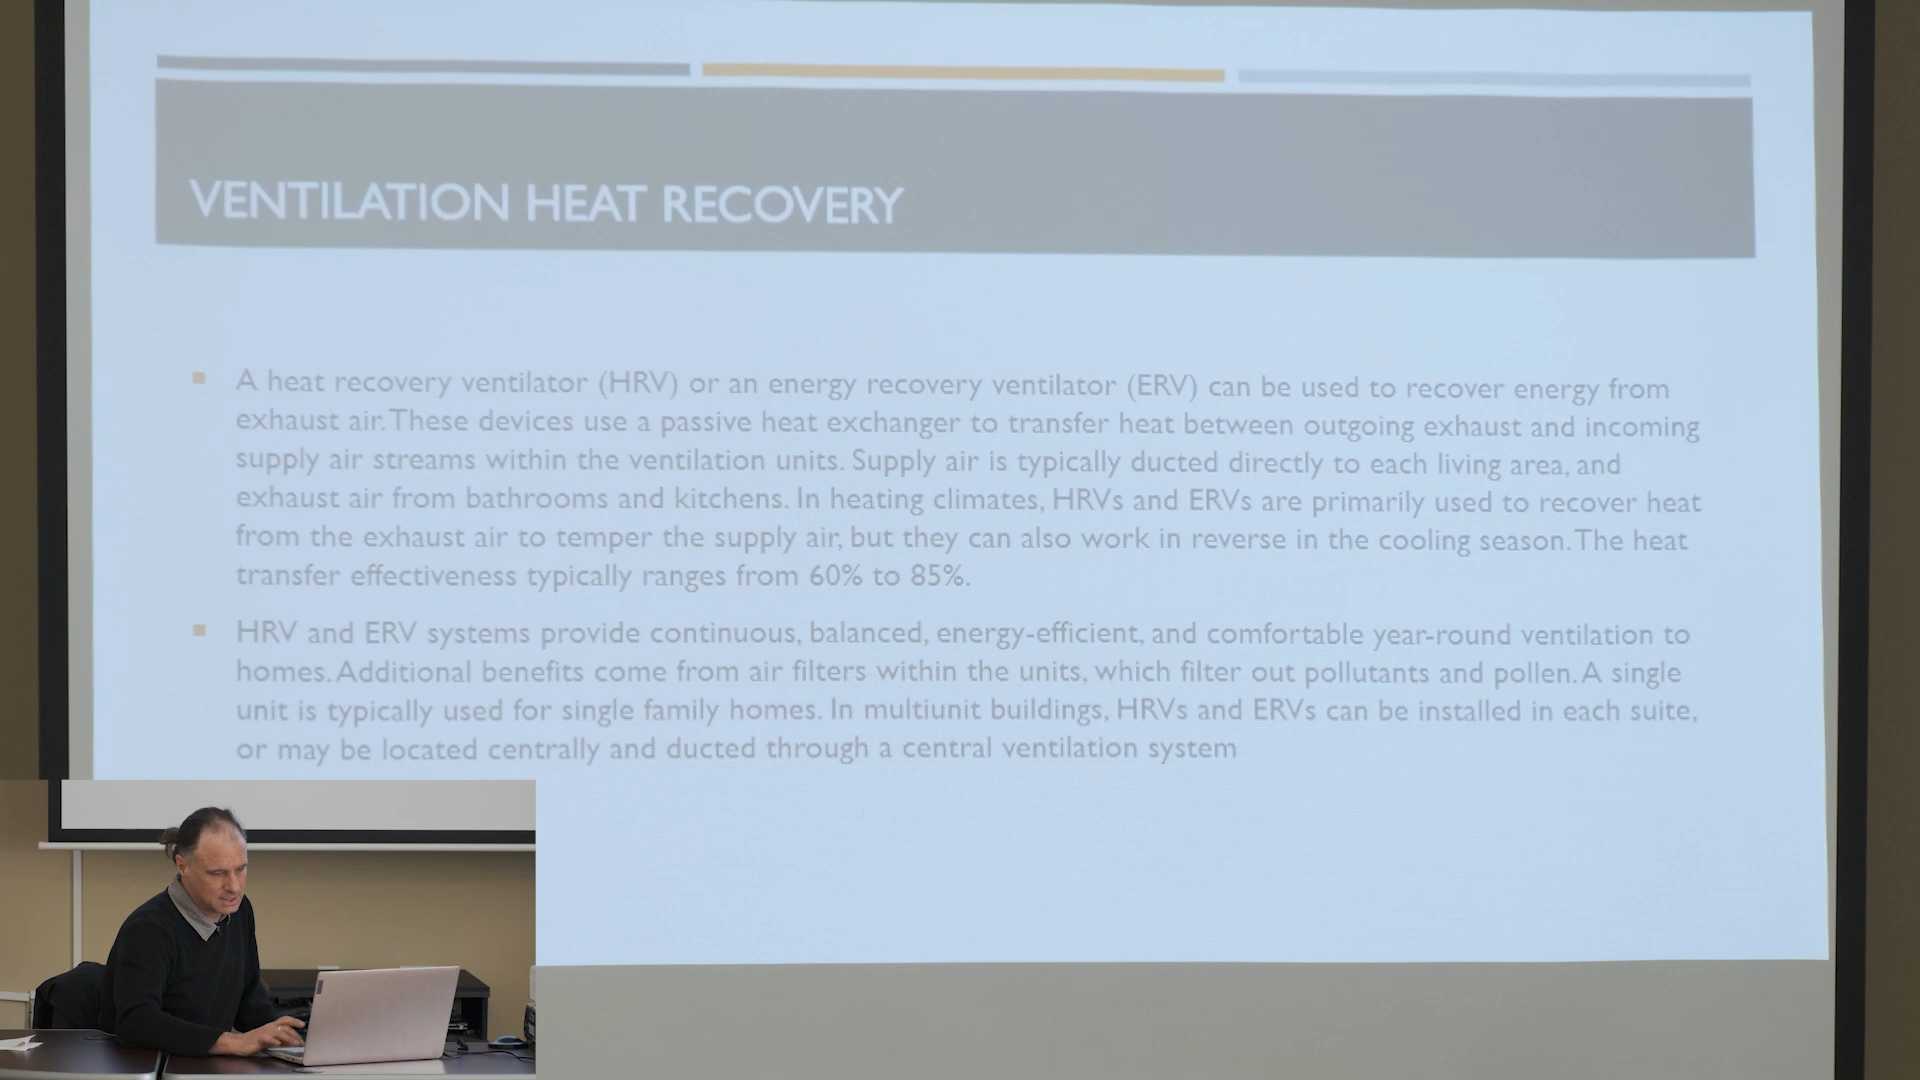 VENTILATION HEAT RECOVERY
A heat recovery ventilator (HRV) or an energy recovery ventilator (ERV) can be used to recover energy from
exhaust air. These devices use a passive heat exchanger to transfer heat between outgoing exhaust and incoming
supply air streams within the ventilation units. Supply air is typically ducted directly to each living area, and
exhaust air from bathrooms and kitchens. In heating climates, HRVs and ERVs are primarily used to recover heat
from the exhaust air to temper the supply air, but they can also work in reverse in the cooling season. The heat
transfer effectiveness typically ranges from 60% to 85%.
HRV and ERV systems provide continuous, balanced, energy-efficient, and comfortable year-round ventilation to
homes. Additional benefits come from air filters within the units, which filter out pollutants and pollen. A single
unit is typically used for single family homes. In multiunit buildings, HRVs and ERVs can be installed in each suite,
or may be located centrally and ducted through a central ventilation system